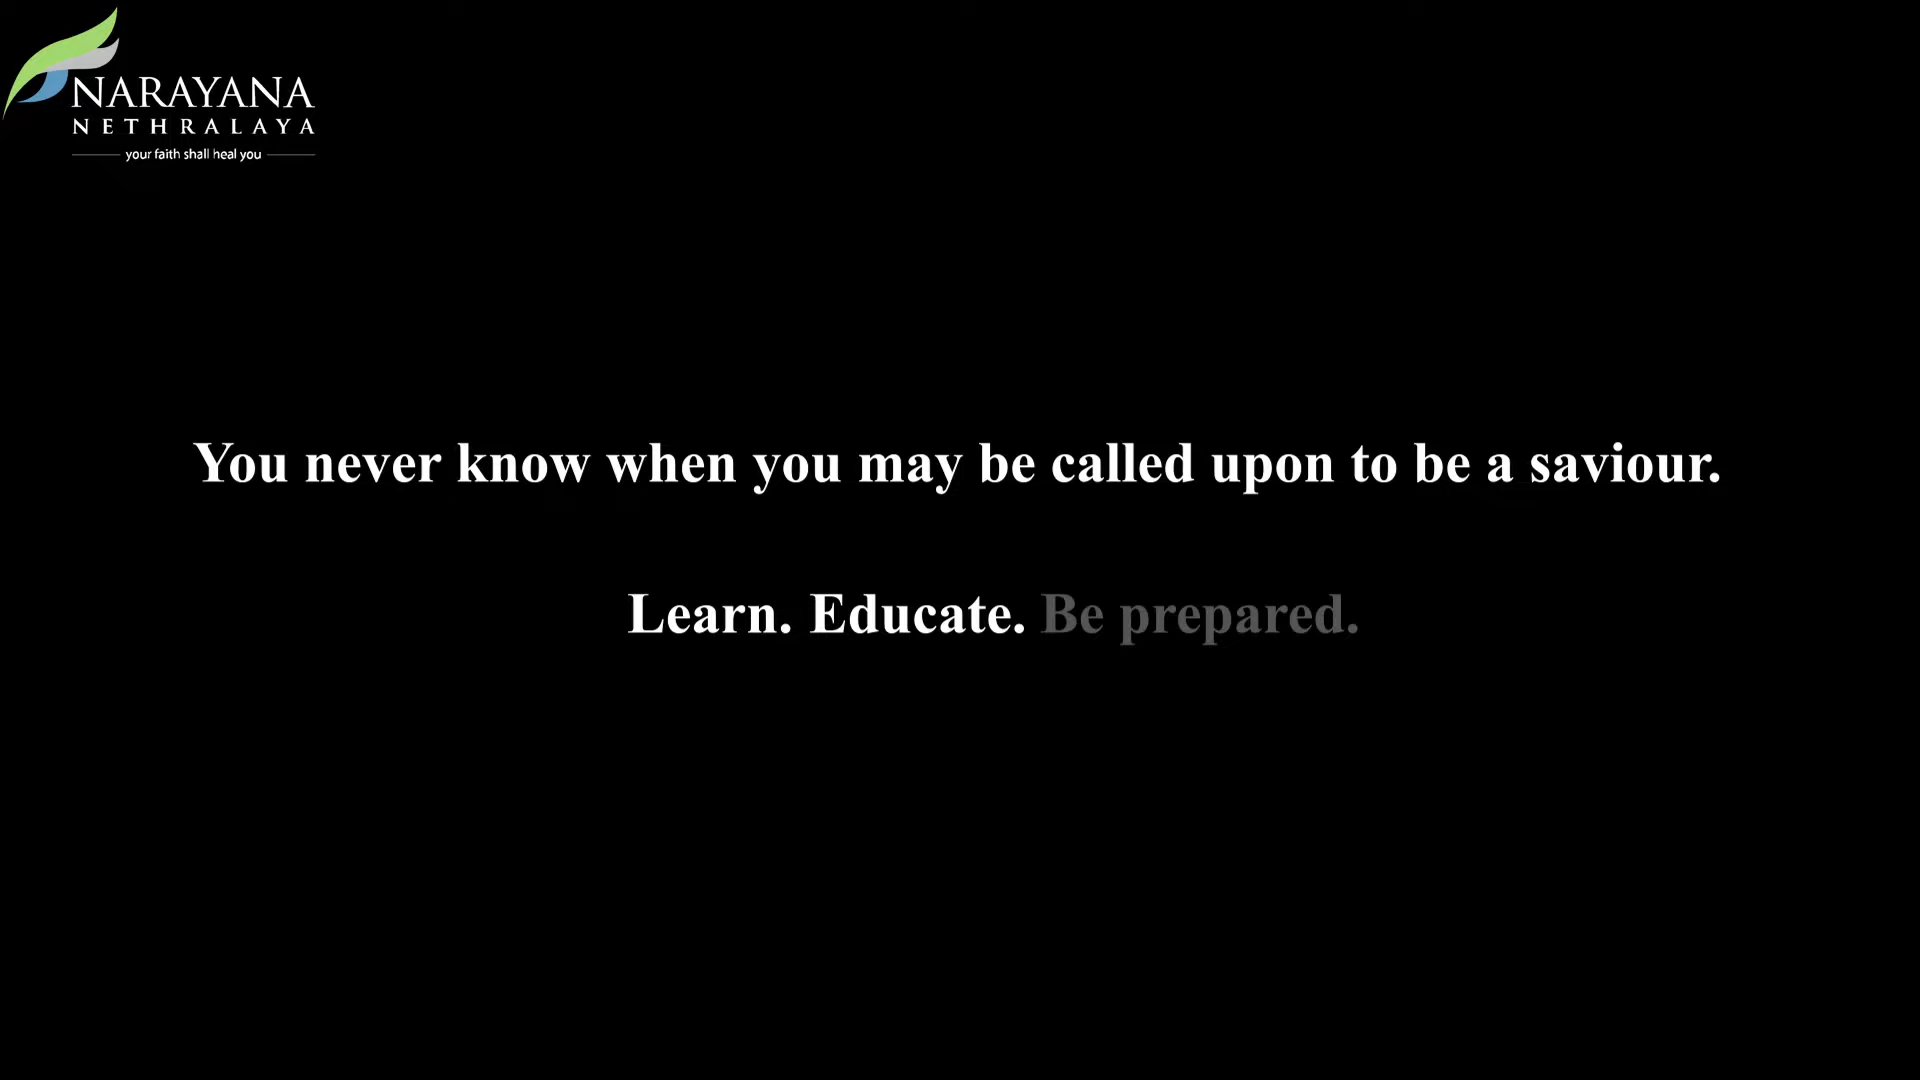 NARAYANA
NETHRALAYA
your faith shall heal you
You never know when you may be called upon to be a saviour.
Learn. Educate. Be prepared.